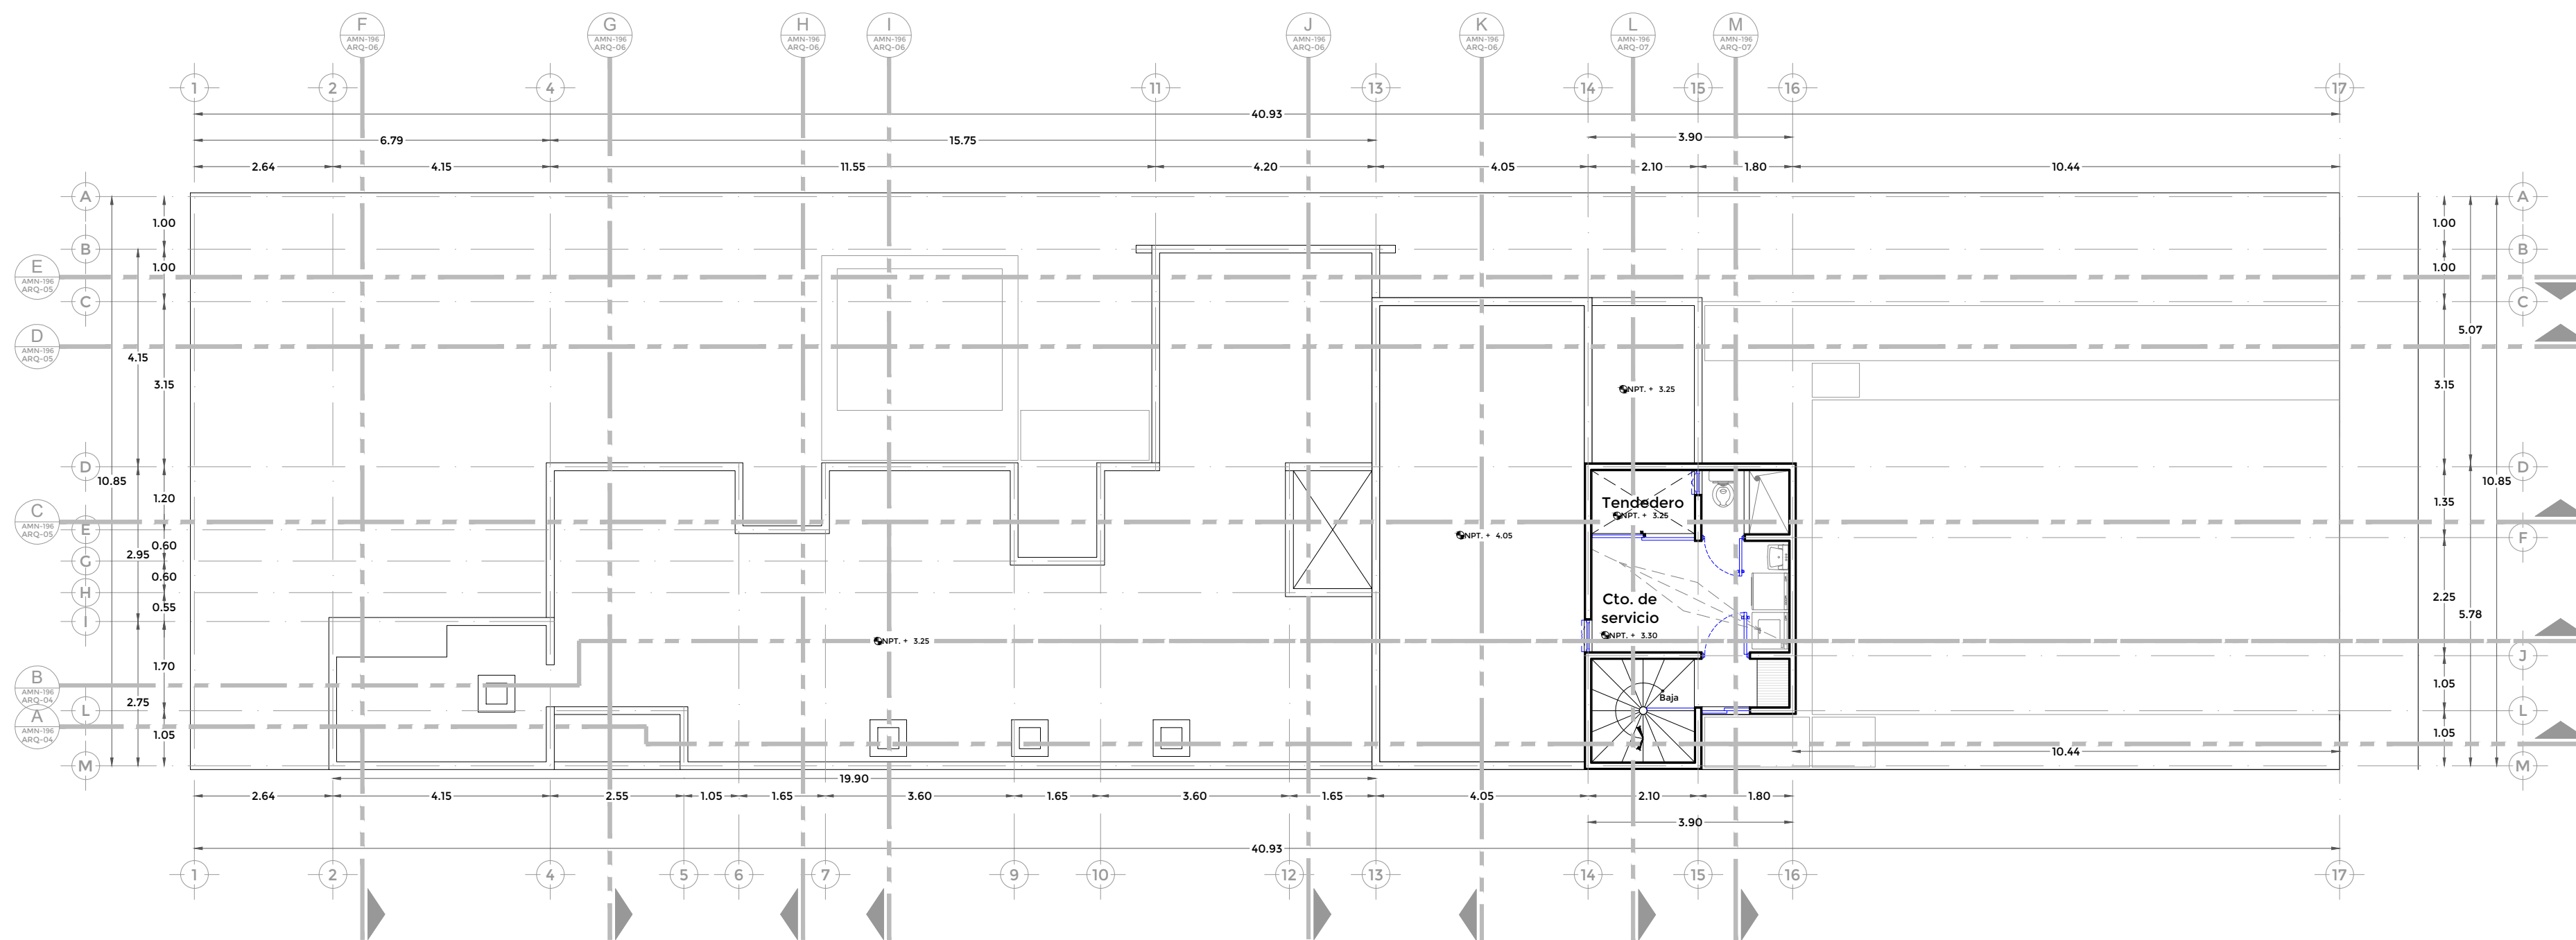 F
AMN-196
ARQ-06
G
AMN-196
ARQ-06
H
AMN-196
ARQ-06
I
AMN-196
ARQ-06
J
AMN-196
ARQ-06
K
AMN-196
ARQ-06
L
AMN-196
ARQ-07
M
AMN-196
ARQ-07
1 2 4 11 13 14 15 16 17
40.93
6.79 15.75 3.90
2.64 4.15 11.55 4.20 4.05 2.10 1.80 10.44
A 1.00 1.00 A
B 1.00 1.00 B
E
AMN-196
ARQ-05
C C
D
AMN-196
ARQ-05
5.07
4.15
3.15 3.15
NPT. + 3.25
D D
10.85 10.85
1.20 1.35
Tendedero
NPT. + 3.25
C
AMN-196
ARQ-05
E
NPT. + 4.05
F
0.60
2.95
G
0.60
H
Cto. de
servicio
NPT. + 3.30
2.25
0.55
5.78
I
NPT. + 3.25
J
1.70
B
AMN-196
ARQ-04
1.05
Baja
2.75
L L
A
AMN-196
ARQ-04
1.05 1.05
10.44
M M
19.90
2.64 4.15 2.55 1.05 1.65 3.60 1.65 3.60 1.65 4.05 2.10 1.80
3.90
40.93
1 2 4 5 6 7 9 10 12 13 14 15 16 17